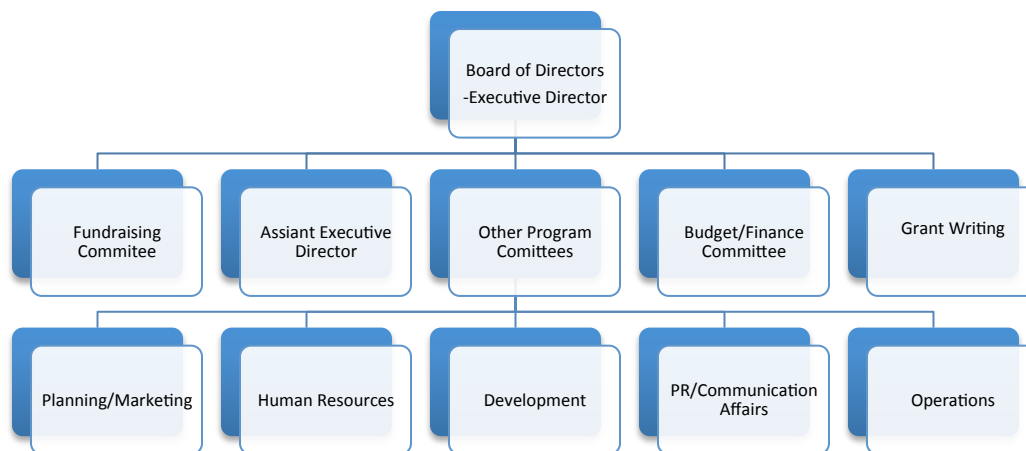 Board of Directors
-Executive Director
Fundraising
Commitee
Assiant Executive
Director
Other Program
Comittees
Budget/Finance
Committee
Grant Writing
Planning/Marketing
Human Resources
Development
PR/Communication
Affairs
Operations